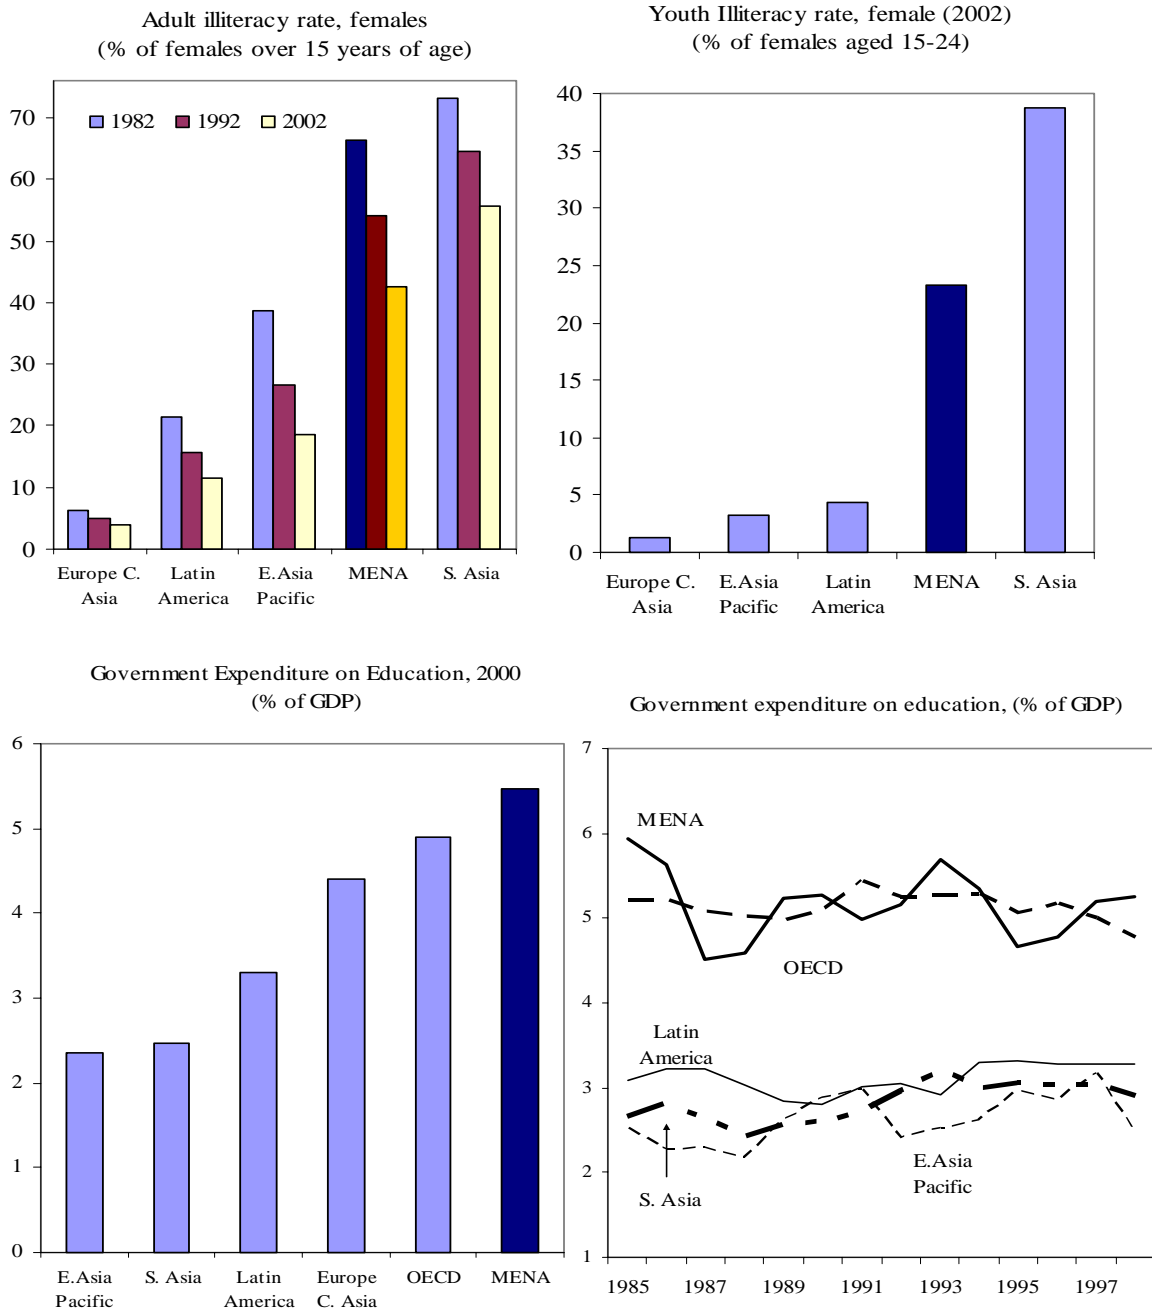 Adult illiteracy rate, females
(% of females over 15 years of age)
70
60
50
40
30
20
10
0
1982 1992 2002
Europe C. Asia
Latin America
E.Asia Pacific
MENA
S. Asia
Youth Illiteracy rate, female (2002)
(% of females aged 15-24)
40
35
30
25
20
15
10
5
0
Europe C. Asia
E.Asia Pacific
Latin America
MENA
S. Asia
Government Expenditure on Education, 2000
(% of GDP)
6
5
4
3
2
1
0
E.Asia Pacific
S. Asia
Latin America
Europe C. Asia
OECD
MENA
Government expenditure on education, (% of GDP)
7
6
5
4
3
2
1
MENA
OECD
Latin
America
E.Asia
Pacific
S. Asia
1985 1987 1989 1991 1993 1995 1997